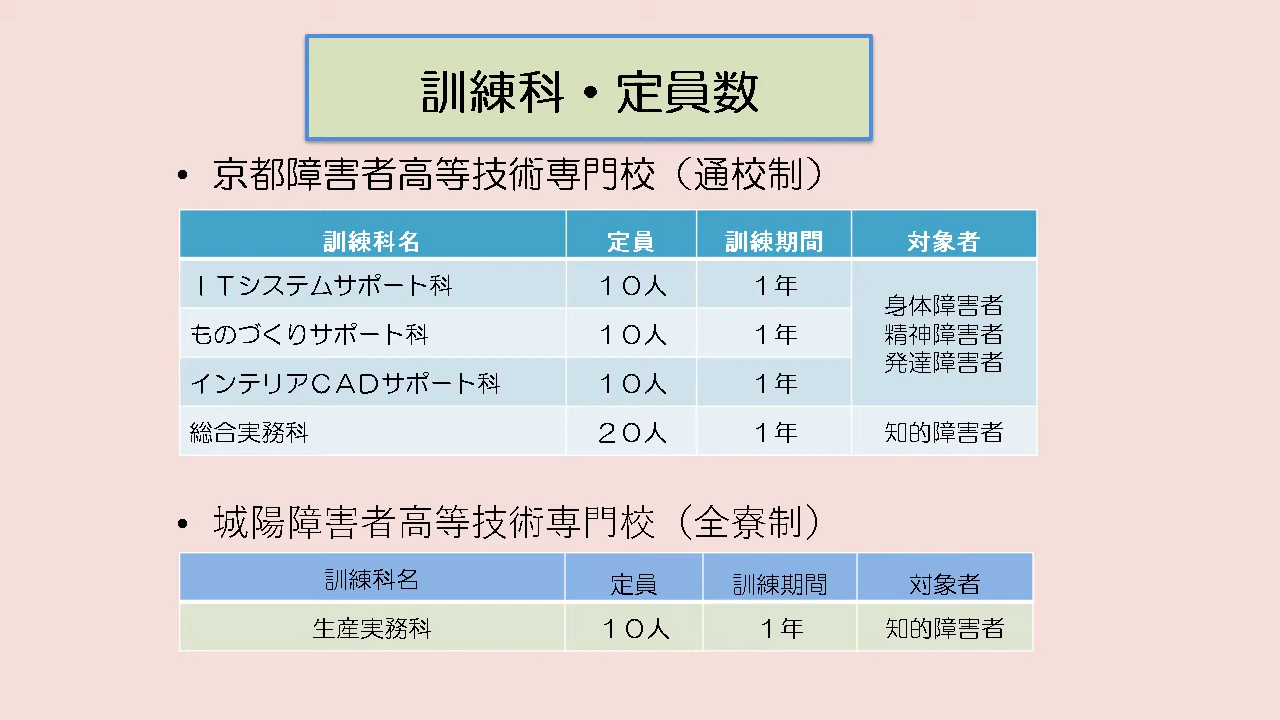 訓練科・定員数
• 京都障害者高等技術専門校（通校制）
訓練科名 定員 訓練期間 対象者
ＩＴシステムサポート科 １０人 １年
ものづくりサポート科 １０人 １年
インテリアＣＡＤサポート科 １０人 １年
身体障害者
精神障害者
発達障害者
総合実務科 ２０人 １年 知的障害者
• 城陽障害者高等技術専門校（全寮制）
訓練科名 定員 訓練期間 対象者
生産実務科 １０人 １年 知的障害者